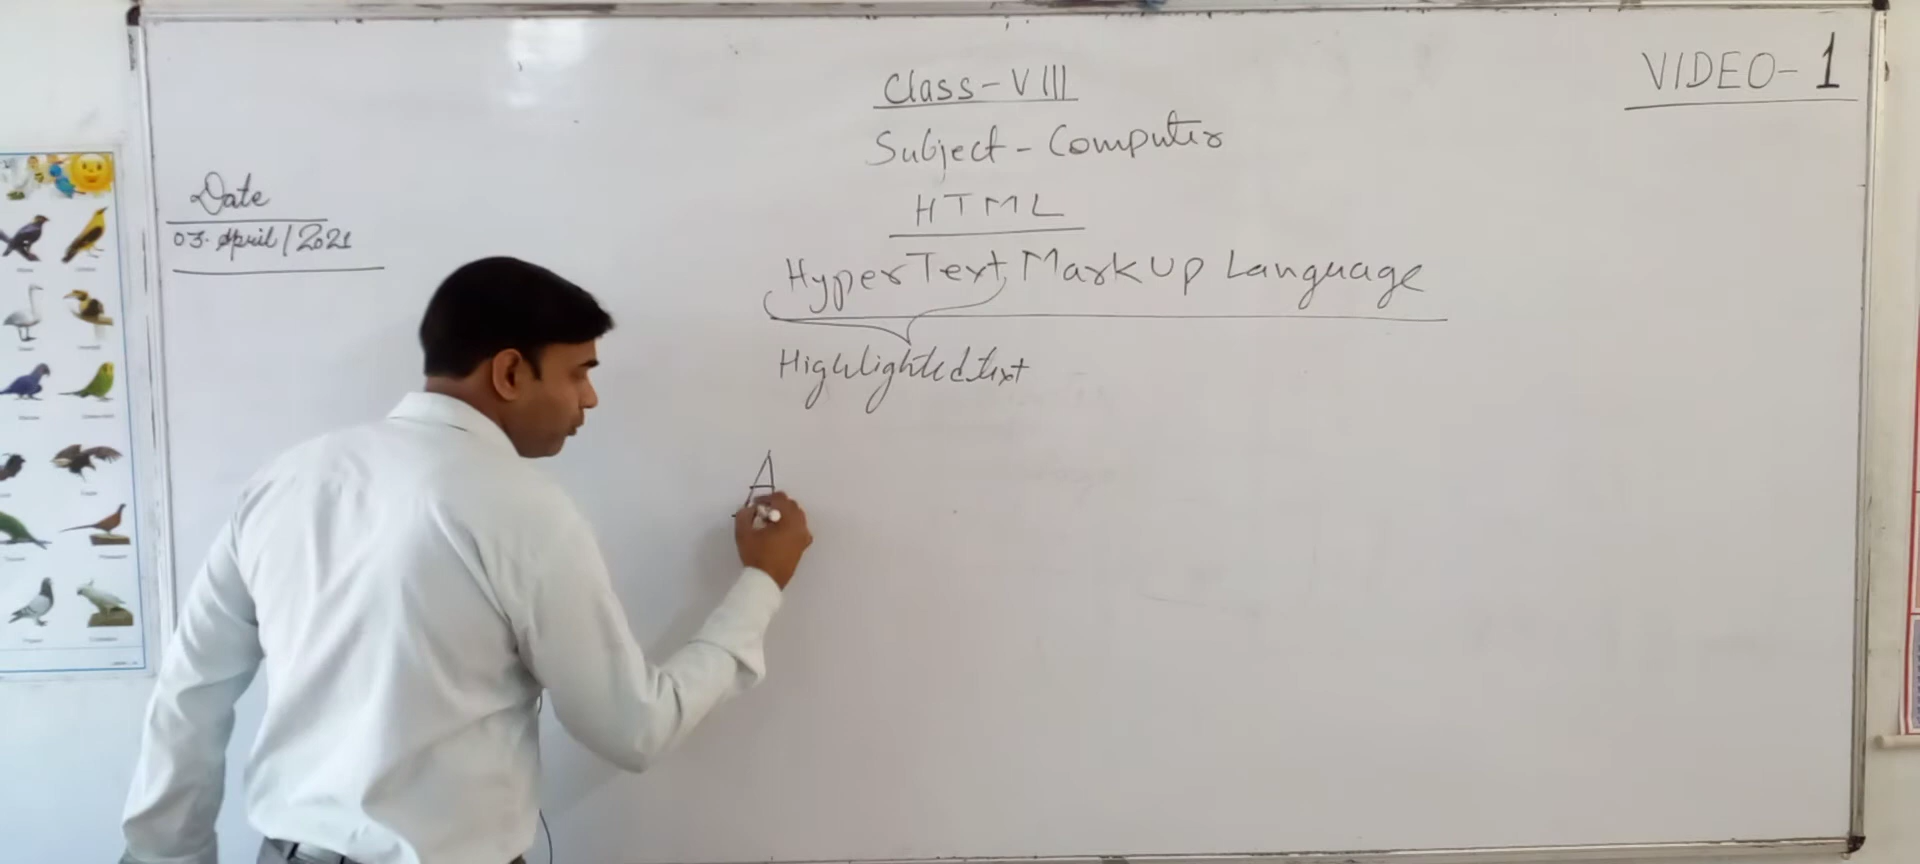 VIDEO-1
Class-VIII
Subject-Computer
Date
03. April/2021
HTML
HyperText MarkUp Language
Highlighted text
A